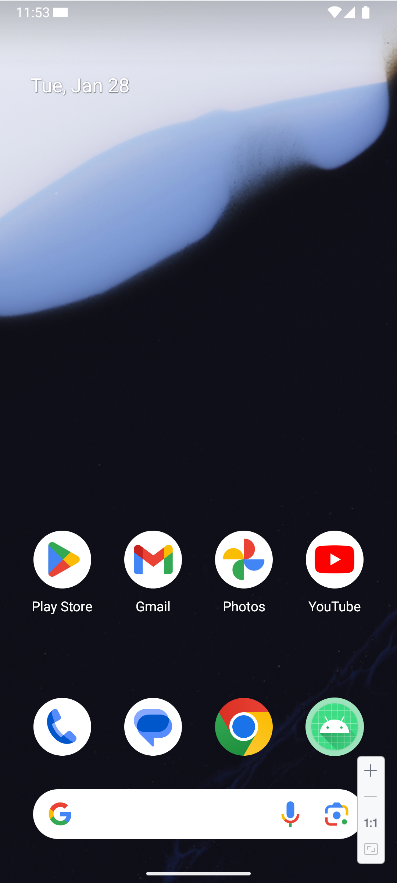 11:53
Tue, Jan 28
Play Store
Gmail
Photos
YouTube
G
1:1